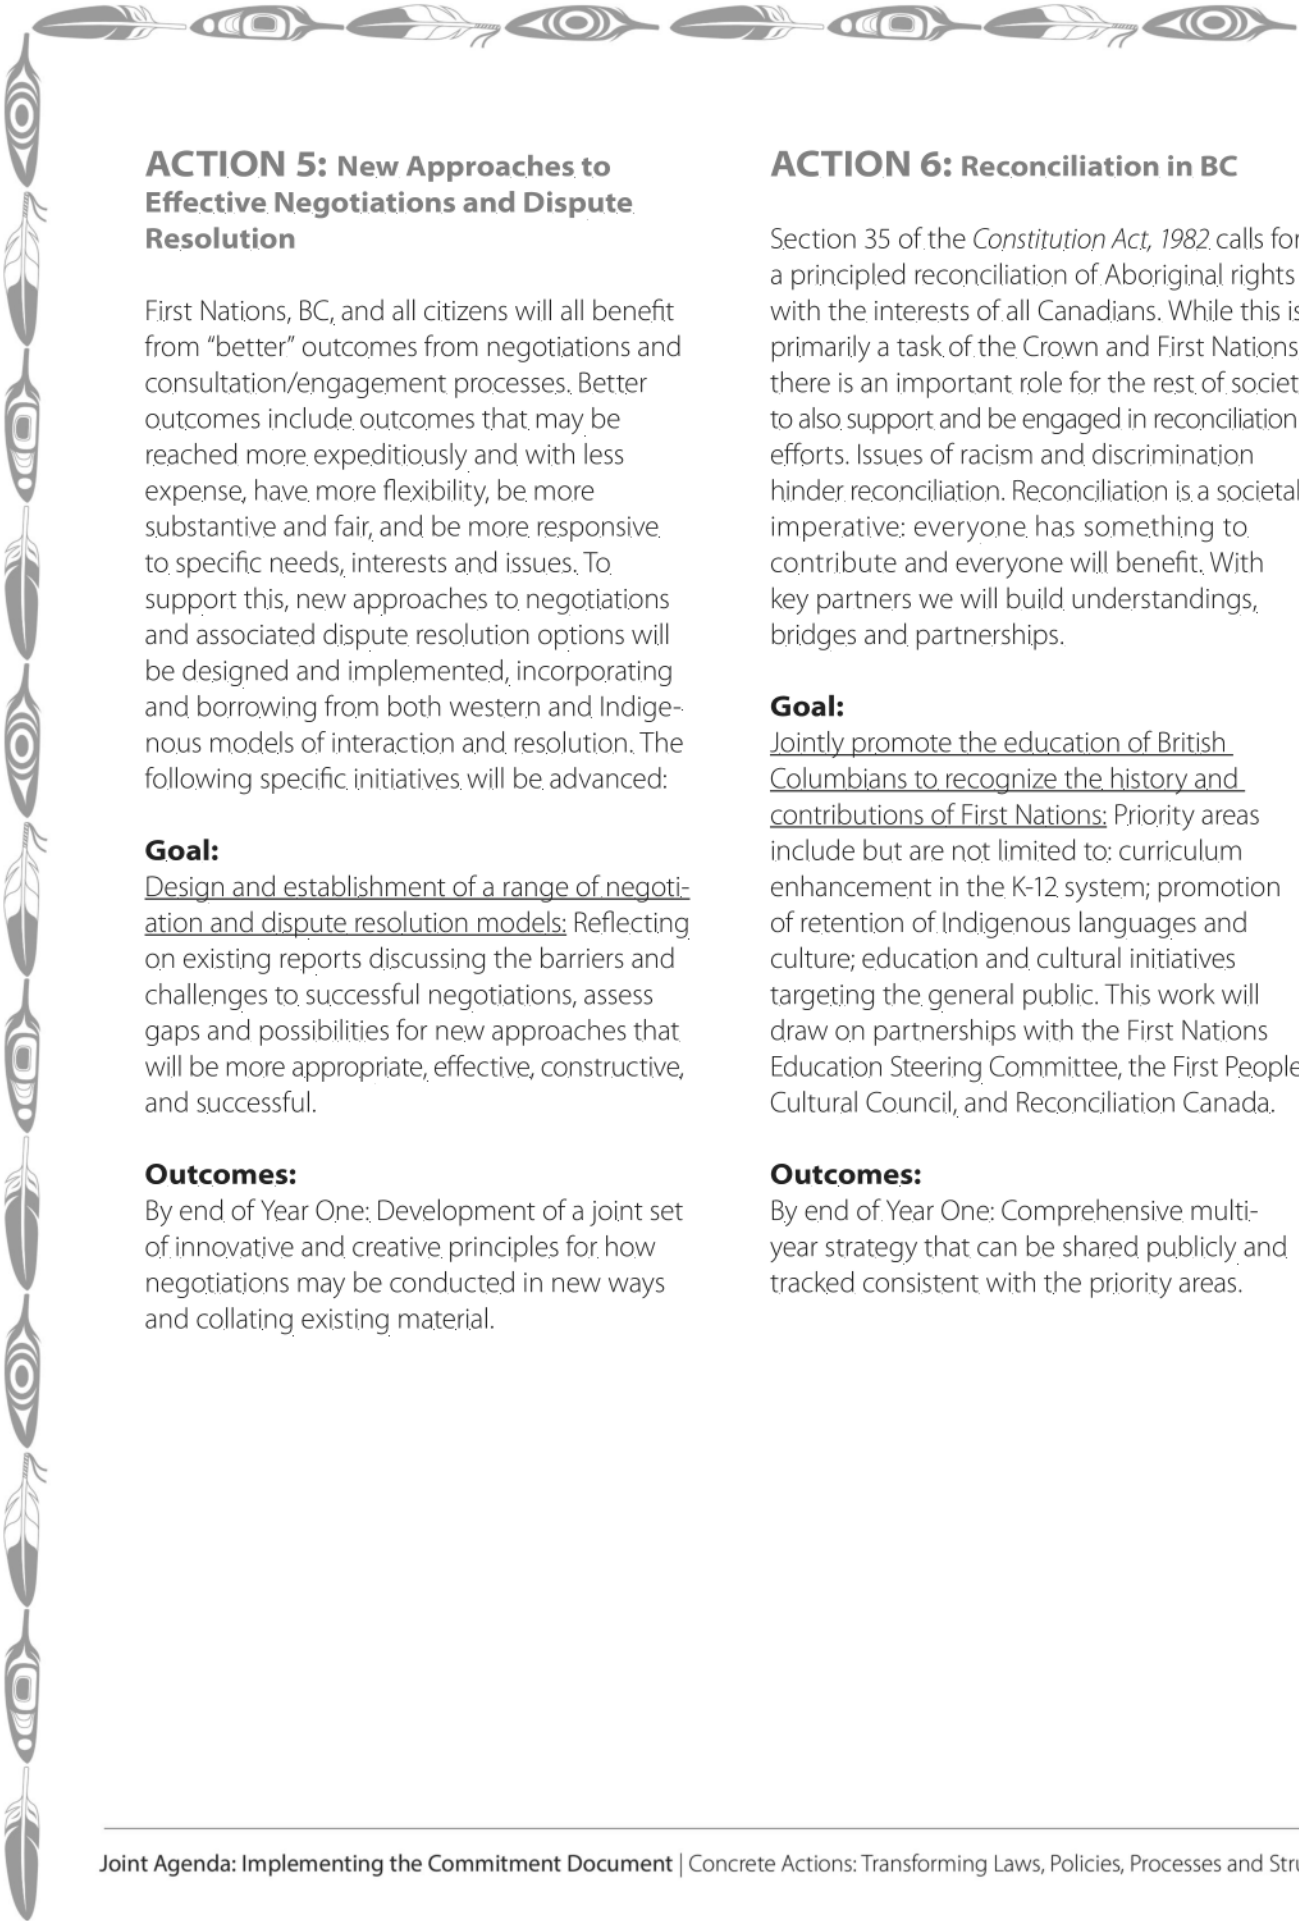 ACTION 5: New Approaches to
Effective Negotiations and Dispute
Resolution
First Nations, BC, and all citizens will all benefit
from “better” outcomes from negotiations and
consultation/engagement processes. Better
outcomes include outcomes that may be
reached more expeditiously and with less
expense, have more flexibility, be more
substantive and fair, and be more responsive
to specific needs, interests and issues. To
support this, new approaches to negotiations
and associated dispute resolution options will
be designed and implemented, incorporating
and borrowing from both western and Indige-
nous models of interaction and resolution. The
following specific initiatives will be advanced:
Goal:
Design and establishment of a range of negoti-
ation and dispute resolution models: Reflecting
on existing reports discussing the barriers and
challenges to successful negotiations, assess
gaps and possibilities for new approaches that
will be more appropriate, effective, constructive,
and successful.
Outcomes:
By end of Year One: Development of a joint set
of innovative and creative principles for how
negotiations may be conducted in new ways
and collating existing material.
ACTION 6: Reconciliation in BC
Section 35 of the Constitution Act, 1982 calls for
a principled reconciliation of Aboriginal rights
with the interests of all Canadians. While this is
primarily a task of the Crown and First Nations
there is an important role for the rest of societ
to also support and be engaged in reconciliation
efforts. Issues of racism and discrimination
hinder reconciliation. Reconciliation is a societal
imperative: everyone has something to
contribute and everyone will benefit. With
key partners we will build understandings,
bridges and partnerships.
Goal:
Jointly promote the education of British
Columbians to recognize the history and
contributions of First Nations: Priority areas
include but are not limited to: curriculum
enhancement in the K-12 system; promotion
of retention of Indigenous languages and
culture; education and cultural initiatives
targeting the general public. This work will
draw on partnerships with the First Nations
Education Steering Committee, the First People
Cultural Council, and Reconciliation Canada.
Outcomes:
By end of Year One: Comprehensive multi-
year strategy that can be shared publicly and
tracked consistent with the priority areas.
Joint Agenda: Implementing the Commitment Document | Concrete Actions: Transforming Laws, Policies, Processes and Stru